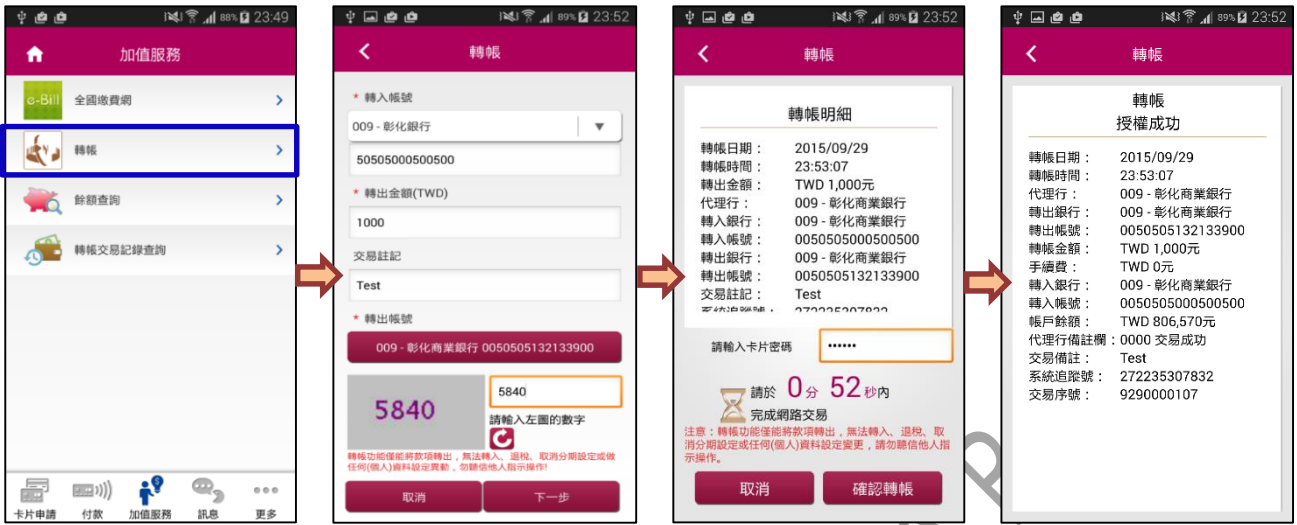 88% 23:49
加值服務
e-Bill 全國繳費網
轉帳
餘額查詢
轉帳交易記錄查詢
卡片申請 付款 加值服務 訊息 更多
89% 23:52
轉帳
* 轉入帳號
009 - 彰化銀行
50505000500500
* 轉出金額(TWD)
1000
交易註記
Test
* 轉出帳號
009 - 彰化商業銀行 0050505132133900
5840
5840
請輸入左圖的數字
轉帳功能僅能將款項轉出，無法轉入、退稅、取消分期設定或做
任何(個人)資料設定異動，勿聽信他人指示操作!
取消 下一步
89% 23:52
轉帳
轉帳明細
轉帳日期： 2015/09/29
轉帳時間： 23:53:07
轉出金額： TWD 1,000元
代理行： 009 - 彰化商業銀行
轉入銀行： 009 - 彰化商業銀行
轉入帳號： 0050505000500500
轉出銀行： 009 - 彰化商業銀行
轉出帳號： 0050505132133900
交易註記： Test
系統追蹤號： 272235307832
請輸入卡片密碼 ••••••
請於 0分 52秒內
完成網路交易
注意：轉帳功能僅能將款項轉出，無法轉入、退稅、取
消分期設定或任何(個人)資料設定變更，請勿聽信他人指
示操作。
取消 確認轉帳
89% 23:52
轉帳
轉帳
授權成功
轉帳日期： 2015/09/29
轉帳時間： 23:53:07
代理行： 009 - 彰化商業銀行
轉出銀行： 009 - 彰化商業銀行
轉出帳號： 0050505132133900
轉帳金額： TWD 1,000元
手續費： TWD 0元
轉入銀行： 009 - 彰化商業銀行
轉入帳號： 0050505000500500
帳戶餘額： TWD 806,570元
代理行備註欄：0000 交易成功
交易備註： Test
系統追蹤號： 272235307832
交易序號： 9290000107